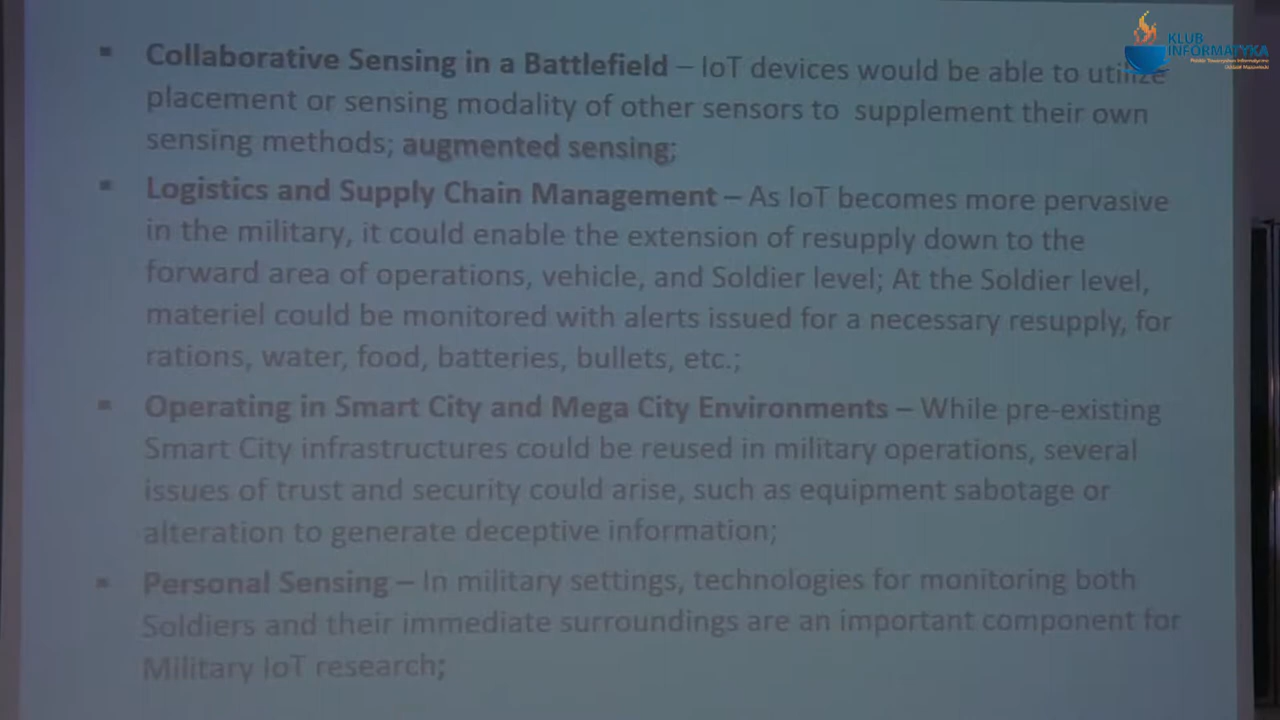 KLUB
INFORMATYKA
▪ Collaborative Sensing in a Battlefield – IoT devices would be able to utilize
placement or sensing modality of other sensors to supplement their own
sensing methods; augmented sensing;
▪ Logistics and Supply Chain Management – As IoT becomes more pervasive
in the military, it could enable the extension of resupply down to the
forward area of operations, vehicle, and Soldier level; At the Soldier level,
materiel could be monitored with alerts issued for a necessary resupply, for
rations, water, food, batteries, bullets, etc.;
▪ Operating in Smart City and Mega City Environments – While pre-existing
Smart City infrastructures could be reused in military operations, several
issues of trust and security could arise, such as equipment sabotage or
alteration to generate deceptive information;
▪ Personal Sensing – In military settings, technologies for monitoring both
Soldiers and their immediate surroundings are an important component for
Military IoT research;